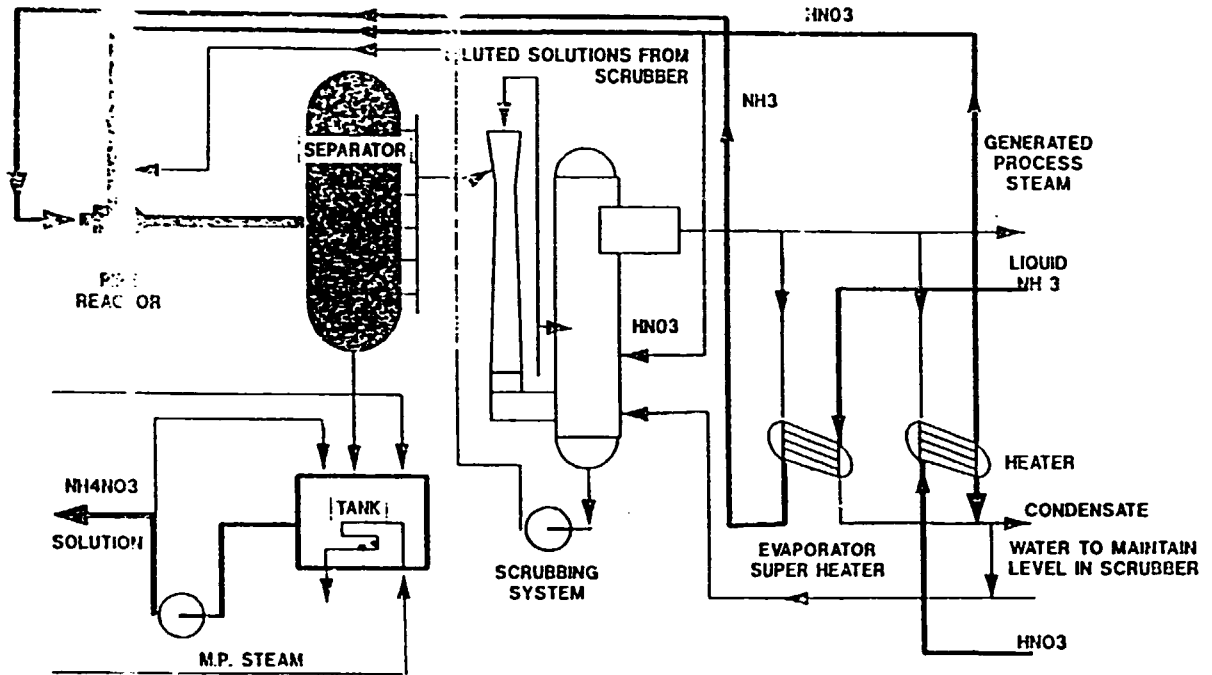 HNO3
LUTED SOLUTIONS FROM
SCRUBBER
NH3
SEPARATOR
GENERATED
PROCESS
STEAM
LIQUID
NH 3
REACTOR
HNO3
HEATER
NH4NO3
SOLUTION
TANK
CONDENSATE
EVAPORATOR
SUPER HEATER
WATER TO MAINTAIN
LEVEL IN SCRUBBER
SCRUBBING
SYSTEM
HNO3
M.P. STEAM